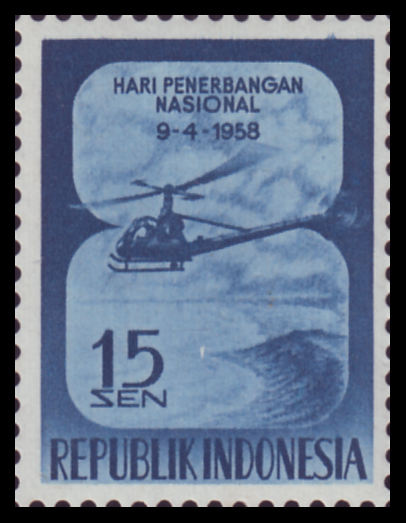 HARI PENERBANGAN
NASIONAL
9-4-1958
15
SEN
REPUBLIK INDONESIA